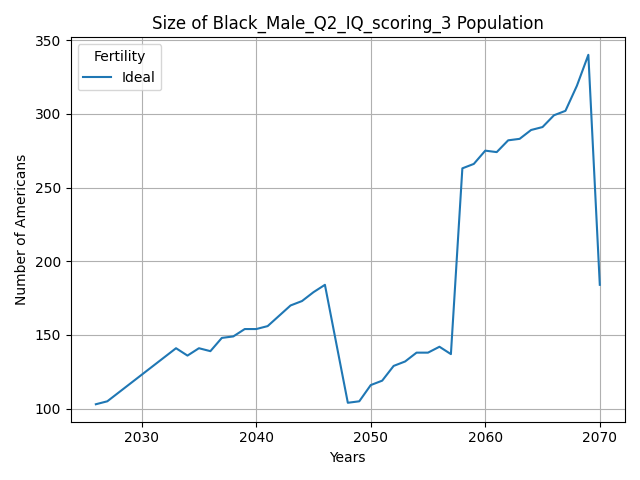 Size of Black_Male_Q2_IQ_scoring_3 Population
Fertility
Ideal
Number of Americans
350
300
250
200
150
100
2030 2040 2050 2060 2070
Years